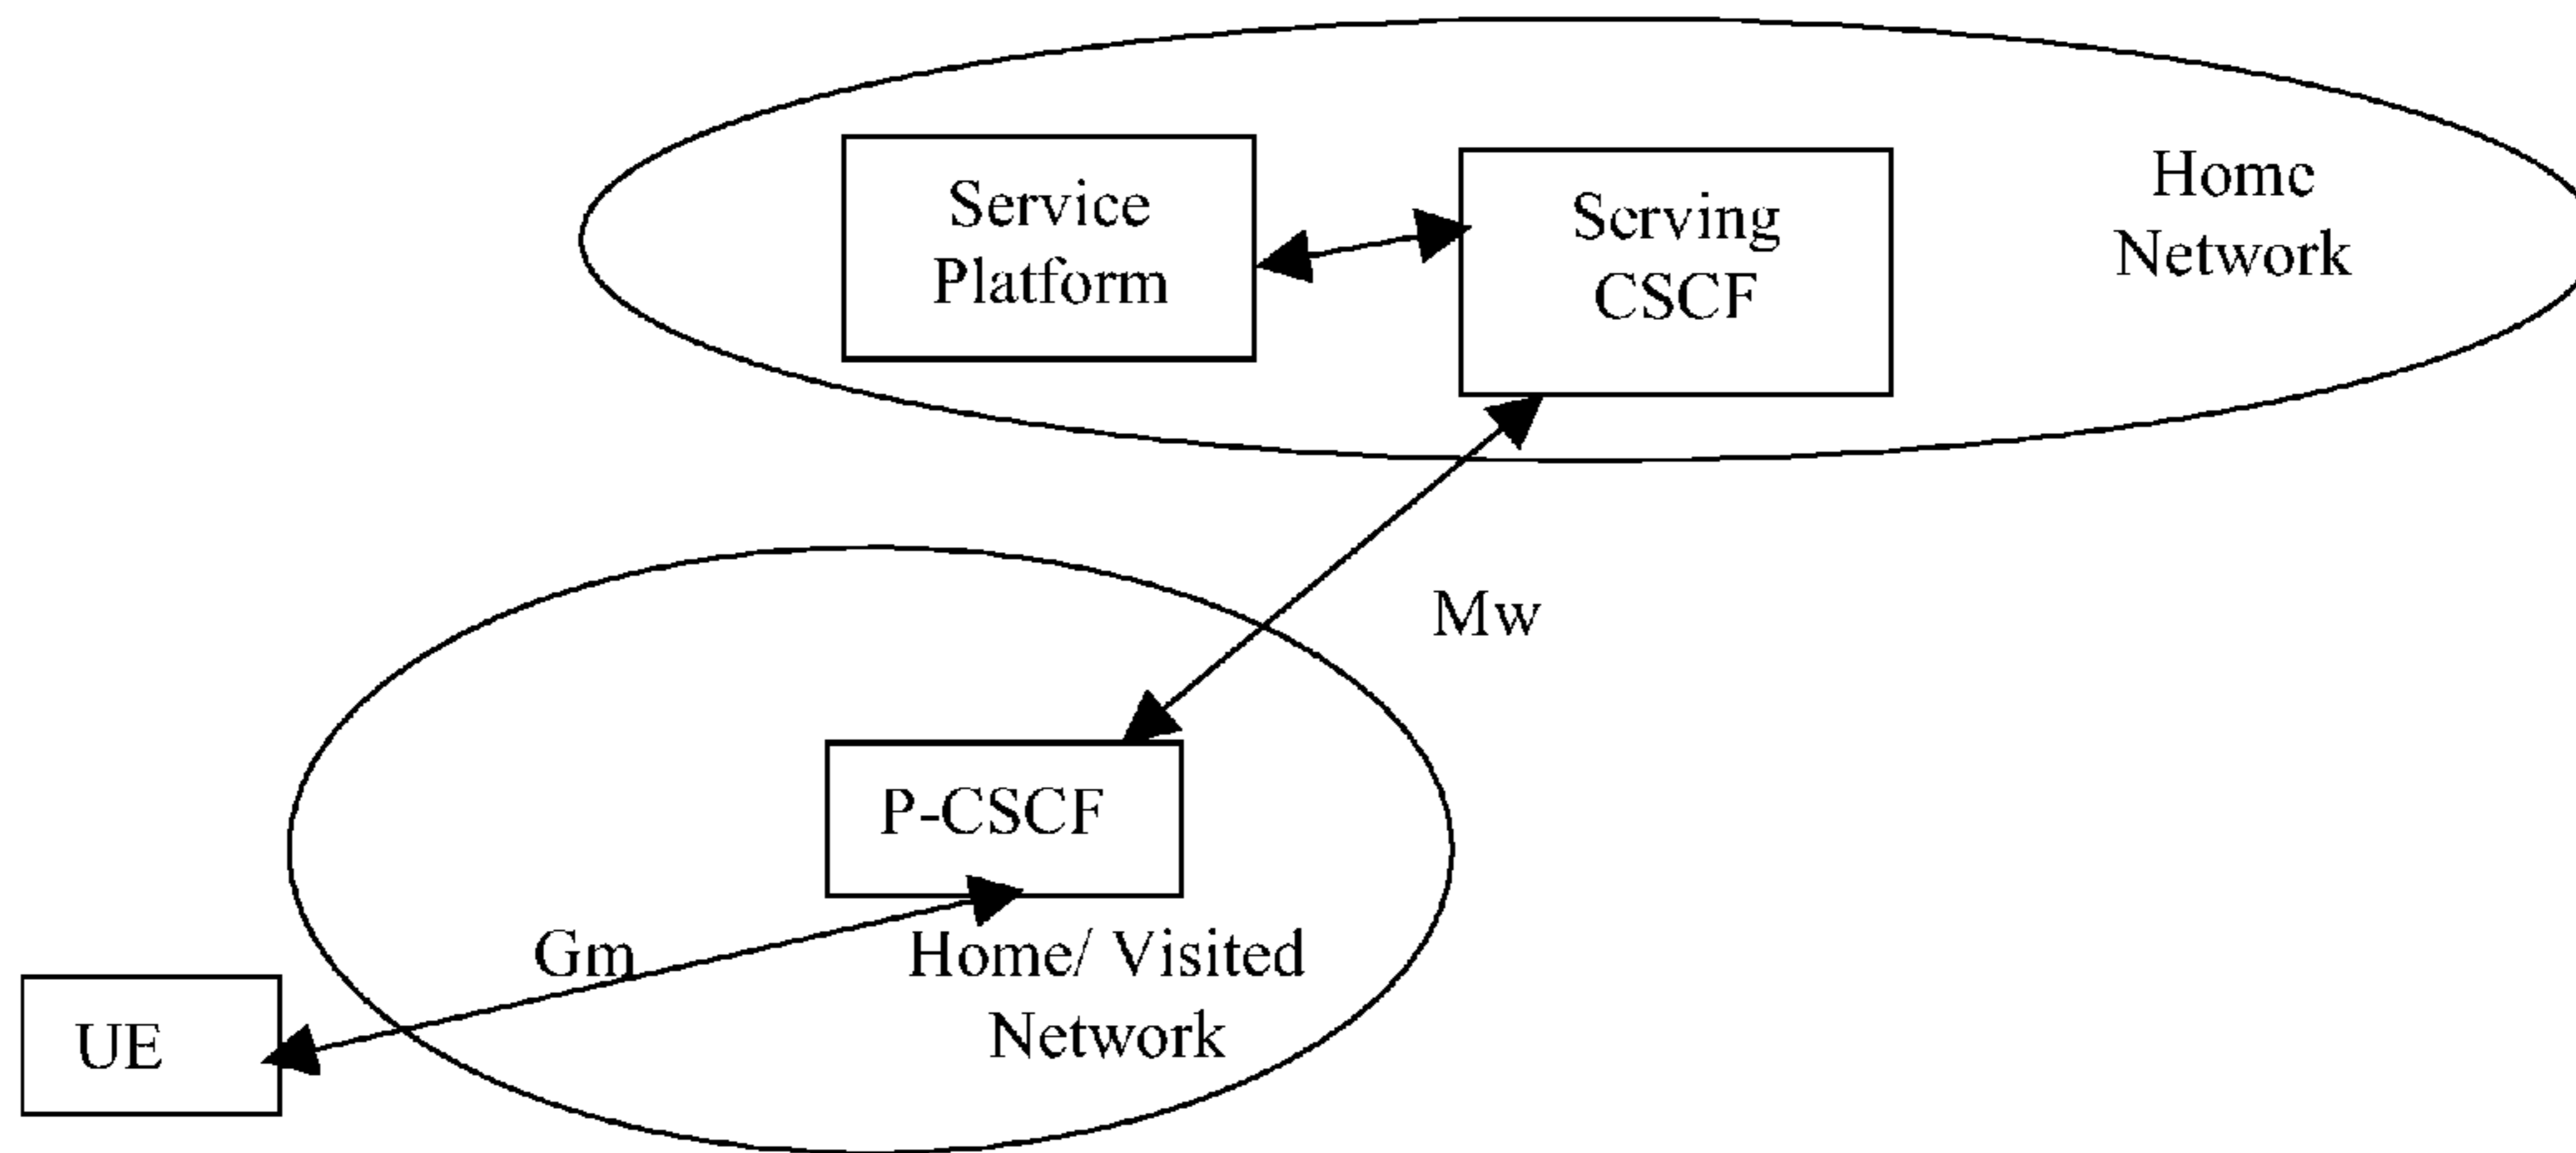 Service
Platform
Serving
CSCF
Home
Network
Mw
P-CSCF
Gm
Home/ Visited
Network
UE